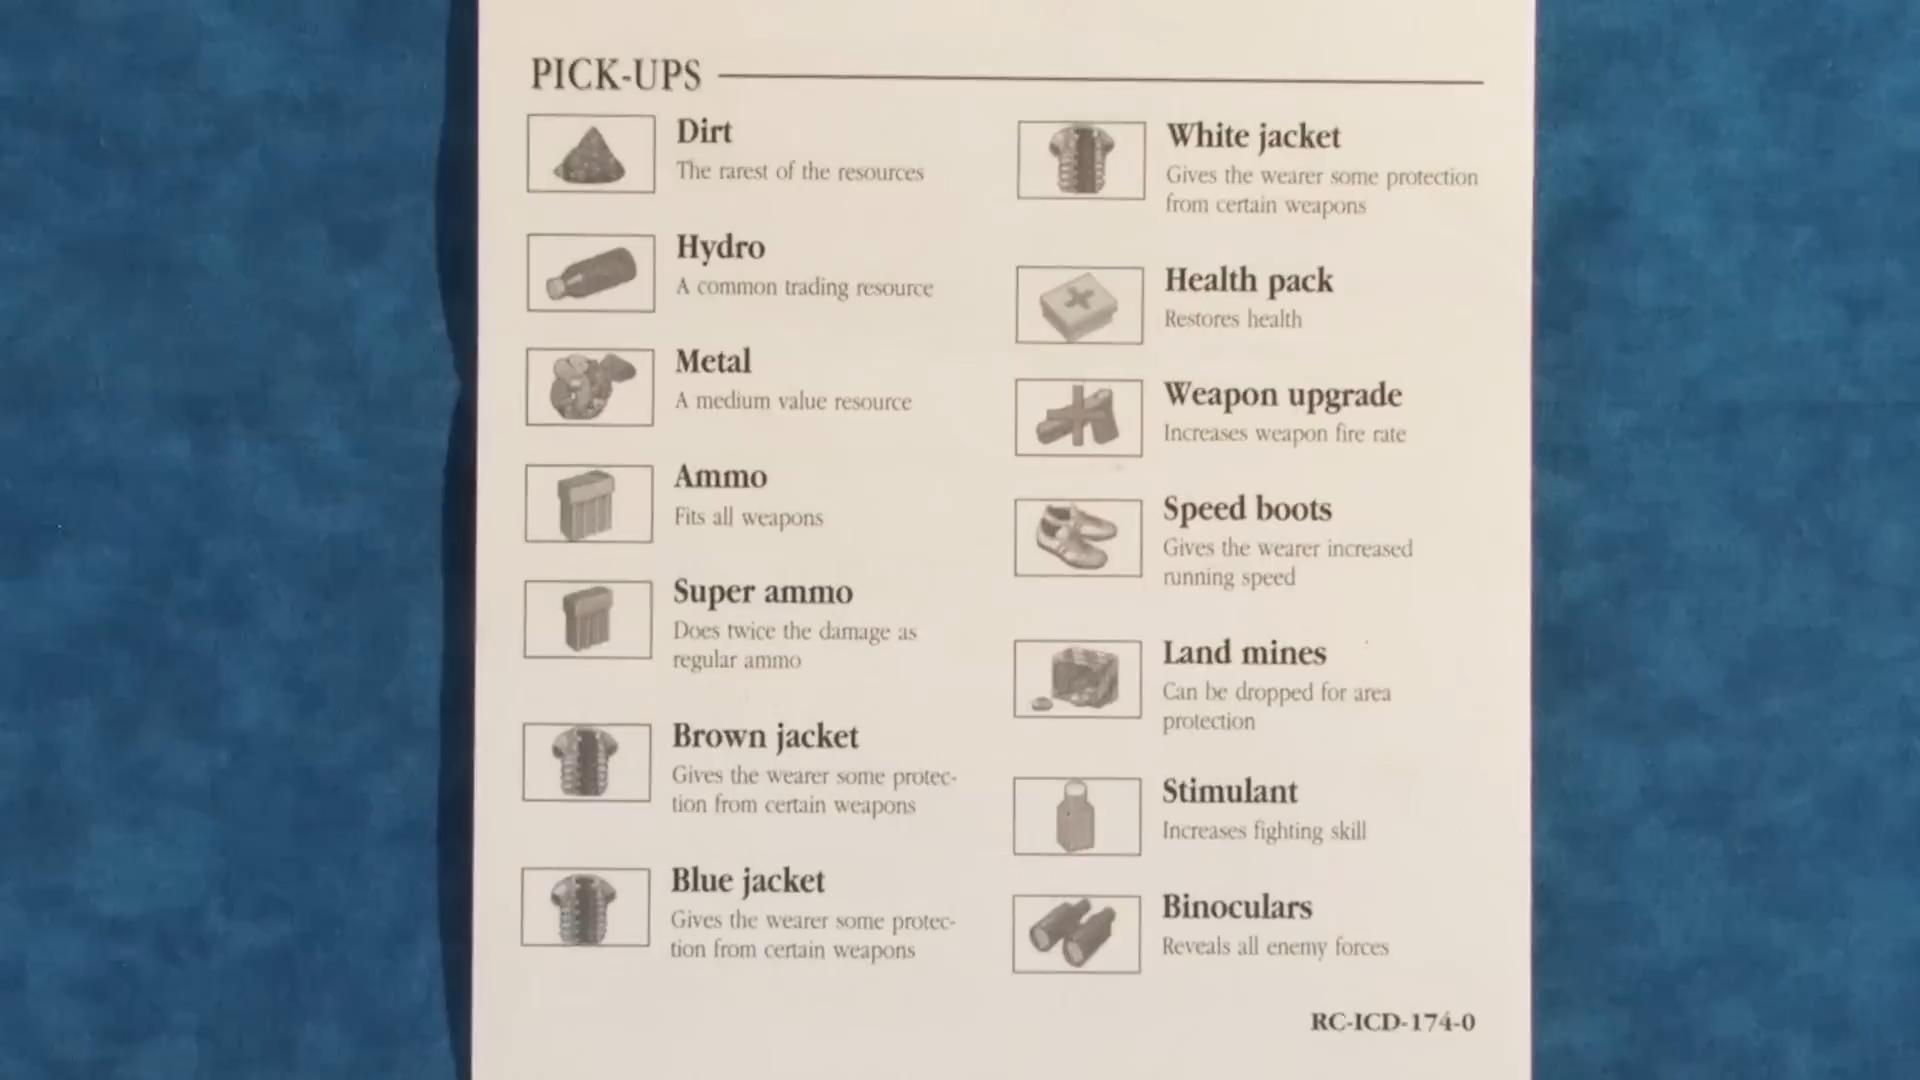 PICK-UPS
Dirt
The rarest of the resources
Hydro
A common trading resource
Metal
A medium value resource
Ammo
Fits all weapons
Super ammo
Does twice the damage as
regular ammo
Brown jacket
Gives the wearer some protec-
tion from certain weapons
Blue jacket
Gives the wearer some protec-
tion from certain weapons
White jacket
Gives the wearer some protection
from certain weapons
Health pack
Restores health
Weapon upgrade
Increases weapon fire rate
Speed boots
Gives the wearer increased
running speed
Land mines
Can be dropped for area
protection
Stimulant
Increases fighting skill
Binoculars
Reveals all enemy forces
RC-ICD-174-0